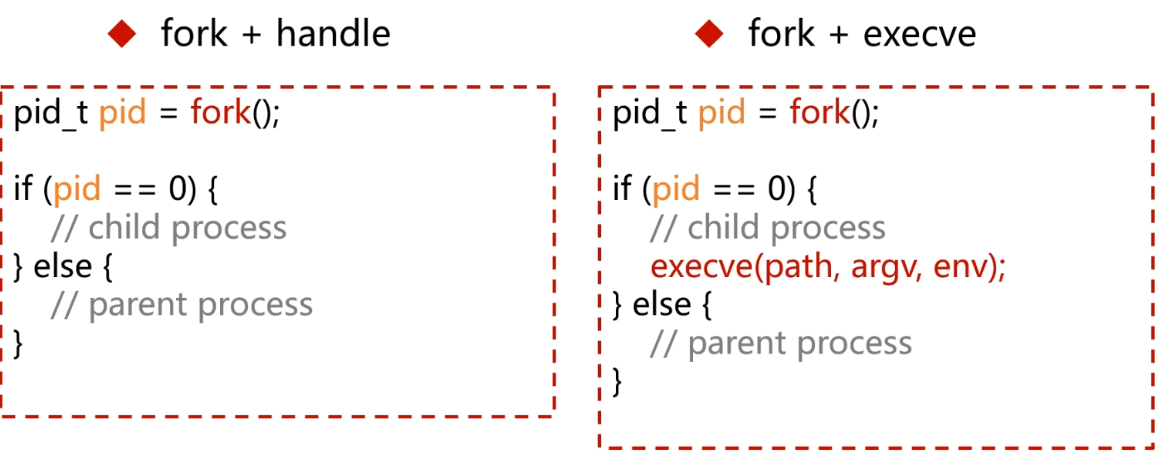 fork + handle
pid_t pid = fork();
if (pid == 0) {
// child process
} else {
// parent process
}
fork + execve
pid_t pid = fork();
if (pid == 0) {
// child process
execve(path, argv, env);
} else {
// parent process
}